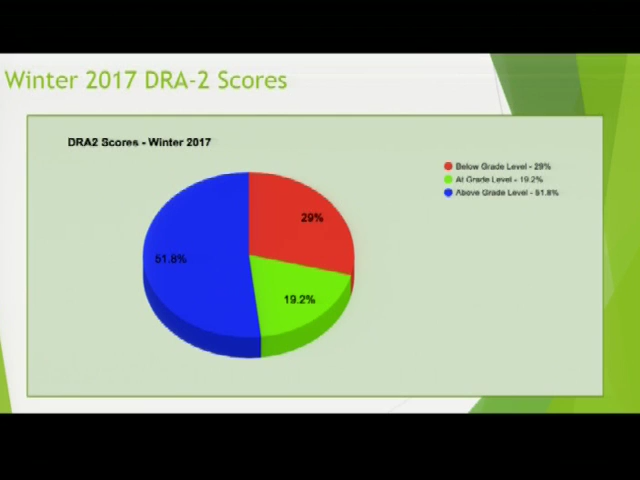 Winter 2017 DRA-2 Scores
DRA2 Scores - Winter 2017
Below Grade Level - 29%
At Grade Level - 19.2%
Above Grade Level - 51.8%
29%
51.8%
19.2%